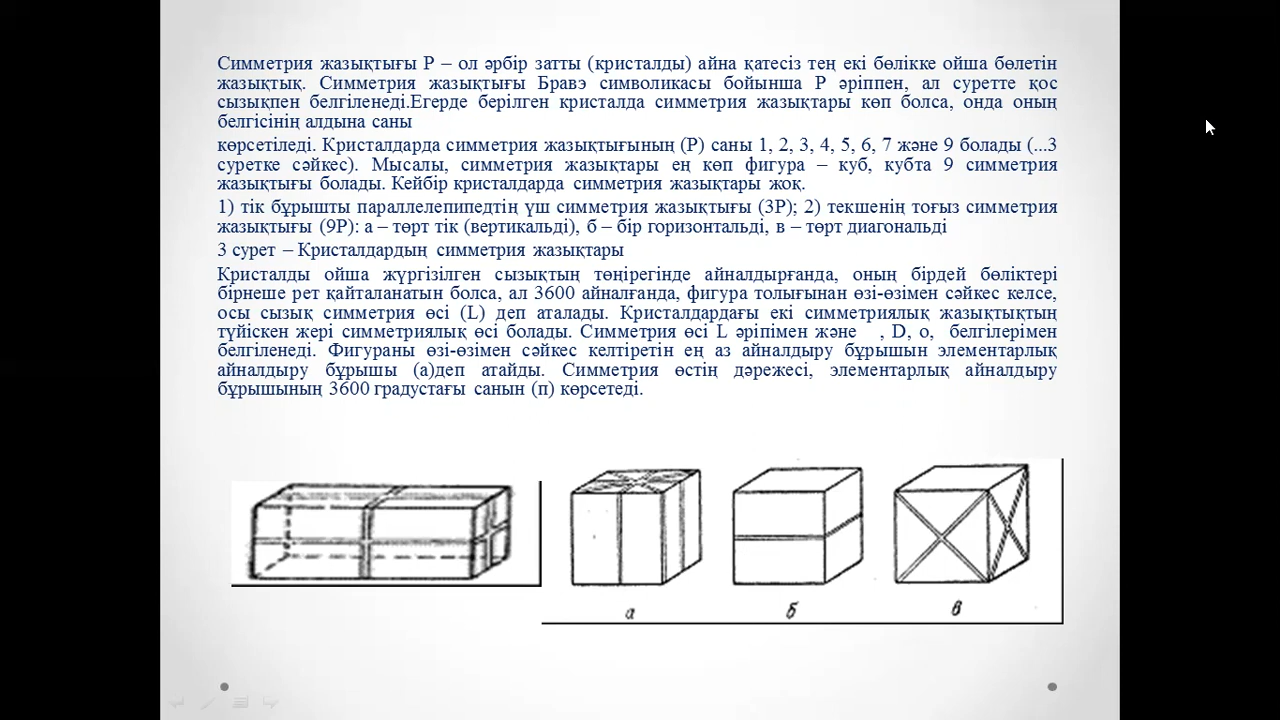 Симметрия жазықтығы Р – ол әрбір затты (кристалды) айна қатесіз тең екі бөлікке ойша бөлетін
жазықтық. Симметрия жазықтығы Бравэ символикасы бойынша Р әріппен, ал суретте қос
сызықпен белгіленеді.Егерде берілген кристалда симметрия жазықтары көп болса, онда оның
белгісінің алдына саны
көрсетіледі. Кристалдарда симметрия жазықтығының (Р) саны 1, 2, 3, 4, 5, 6, 7 және 9 болады (...3
суретке сәйкес). Мысалы, симметрия жазықтары ең көп фигура – куб, кубта 9 симметрия
жазықтығы болады. Кейбір кристалдарда симметрия жазықтары жоқ.
1) тік бұрышты параллелепипедтің үш симметрия жазықтығы (3Р); 2) текшенің тоғыз симметрия
жазықтығы (9Р): а – төрт тік (вертикальді), б – бір горизонтальді, в – төрт диагональді
3 сурет – Кристалдардың симметрия жазықтары
Кристалды ойша жүргізілген сызықтың төңірегінде айналдырғанда, оның бірдей бөліктері
бірнеше рет қайталанатын болса, ал 3600 айналғанда, фигура толығынан өзі-өзімен сәйкес келсе,
осы сызық симметрия өсі (L) деп аталады. Кристалдардағы екі симметриялық жазықтықтың
түйіскен жері симметриялық өсі болады. Симметрия өсі L әріпімен және , D, о, белгілерімен
белгіленеді. Фигураны өзі-өзімен сәйкес келтіретін ең аз айналдыру бұрышын элементарлық
айналдыру бұрышы (а)деп атайды. Симметрия өстің дәрежесі, элементарлық айналдыру
бұрышының 3600 градустағы санын (п) көрсетеді.
а б в